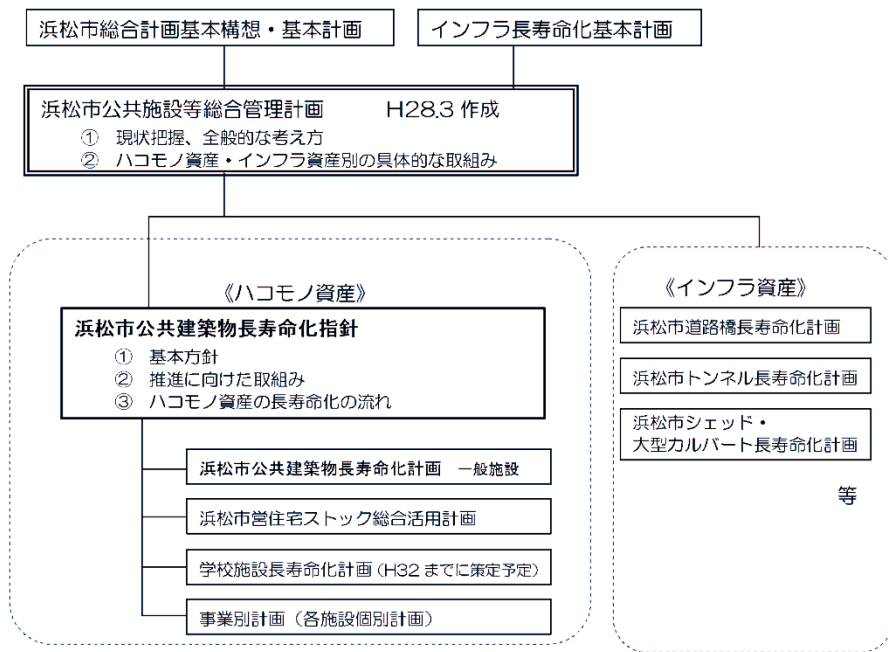 浜松市総合計画基本構想・基本計画
インフラ長寿命化基本計画
浜松市公共施設等総合管理計画 H28.3 作成
① 現状把握、全般的な考え方
② ハコモノ資産・インフラ資産別の具体的な取組み
《ハコモノ資産》
浜松市公共建築物長寿命化指針
① 基本方針
② 推進に向けた取組み
③ ハコモノ資産の長寿命化の流れ
浜松市公共建築物長寿命化計画 一般施設
浜松市営住宅ストック総合活用計画
学校施設長寿命化計画(H32 までに策定予定)
事業別計画(各施設個別計画)
《インフラ資産》
浜松市道路橋長寿命化計画
浜松市トンネル長寿命化計画
浜松市シェッド・
大型カルバート長寿命化計画
等